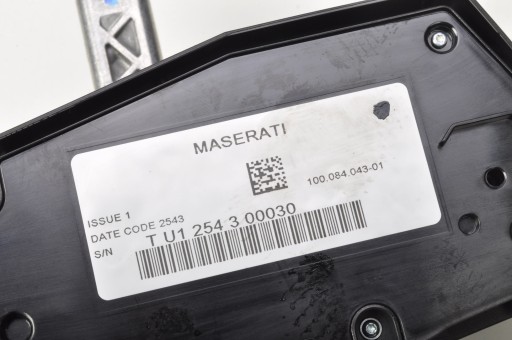 MASERATI
100.084.043-01
ISSUE 1
DATE CODE 2543
S/N T U1 254 3 00030